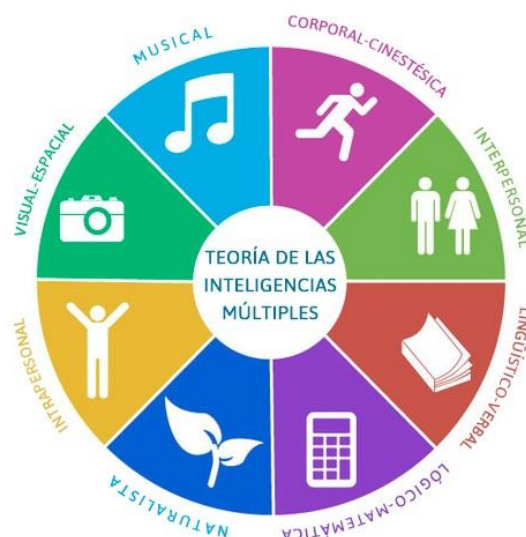 MUSICAL
CORPORAL-CINESTÉSICA
INTERPERSONAL
LINGÜÍSTICO-VERBAL
LÓGICO-MATEMÁTICA
NATURALISTA
INTRAPERSONAL
VISUAL-ESPACIAL
TEORÍA DE LAS
INTELIGENCIAS
MÚLTIPLES